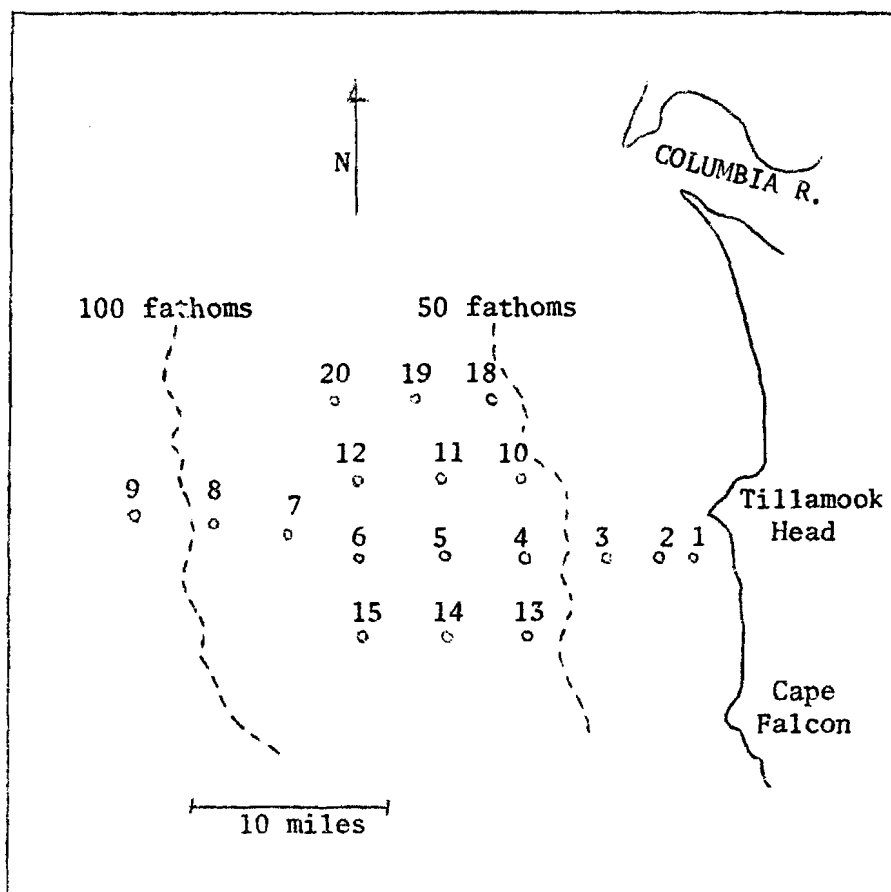 N
COLUMBIA R.
100 fathoms
50 fathoms
20 19 18
12 11 10
9 8 7
Tillamook
Head
6 5 4 3 2 1
15 14 13
Cape
Falcon
10 miles